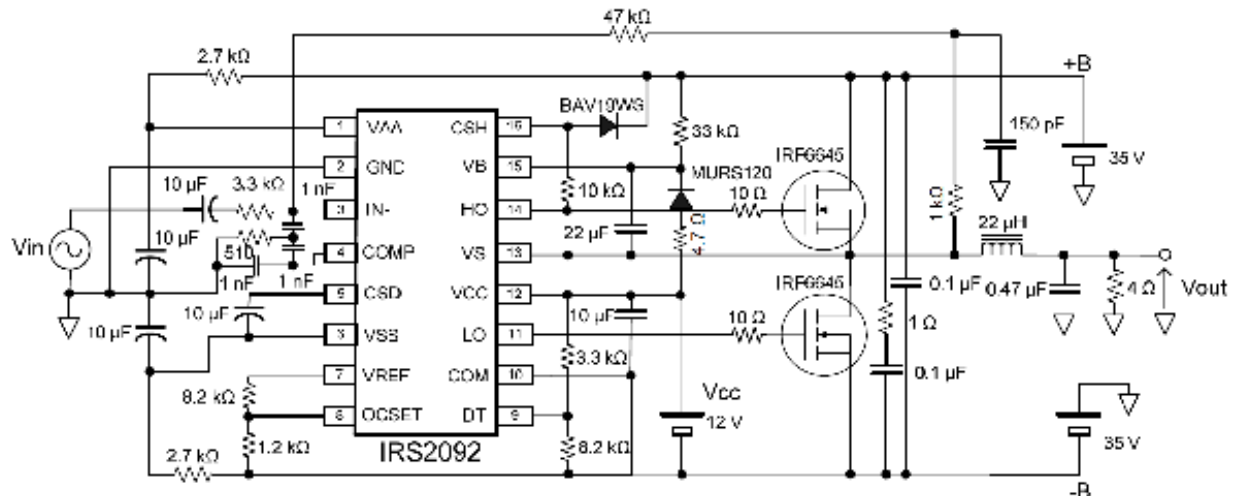 47 kΩ
2.7 kΩ
+B
BAV19WS
1 VAA CSH 16
33 kΩ
150 pF
IRF6645
35 V
2 GND VB 15
MURS120
10 µF 3.3 kΩ 1 nF
10 kΩ
10 Ω
1 kΩ
3 IN- HO 14
22 µH
Vin
10 µF
510
22 µF
4.7 Ω
4 COMP VS 13
1 nF
1 nF
IRF6645
0.1 µF
0.47 µF
4 Ω
Vout
5 CSD VCC 12
10 µF
10 µF
10 µF
10 Ω
1 Ω
6 VSS LO 11
3.3 kΩ
0.1 µF
7 VREF COM 10
8.2 kΩ
Vcc
8 OCSET DT 9
12 V
1.2 kΩ
IRS2092
8.2 kΩ
35 V
2.7 kΩ
-B